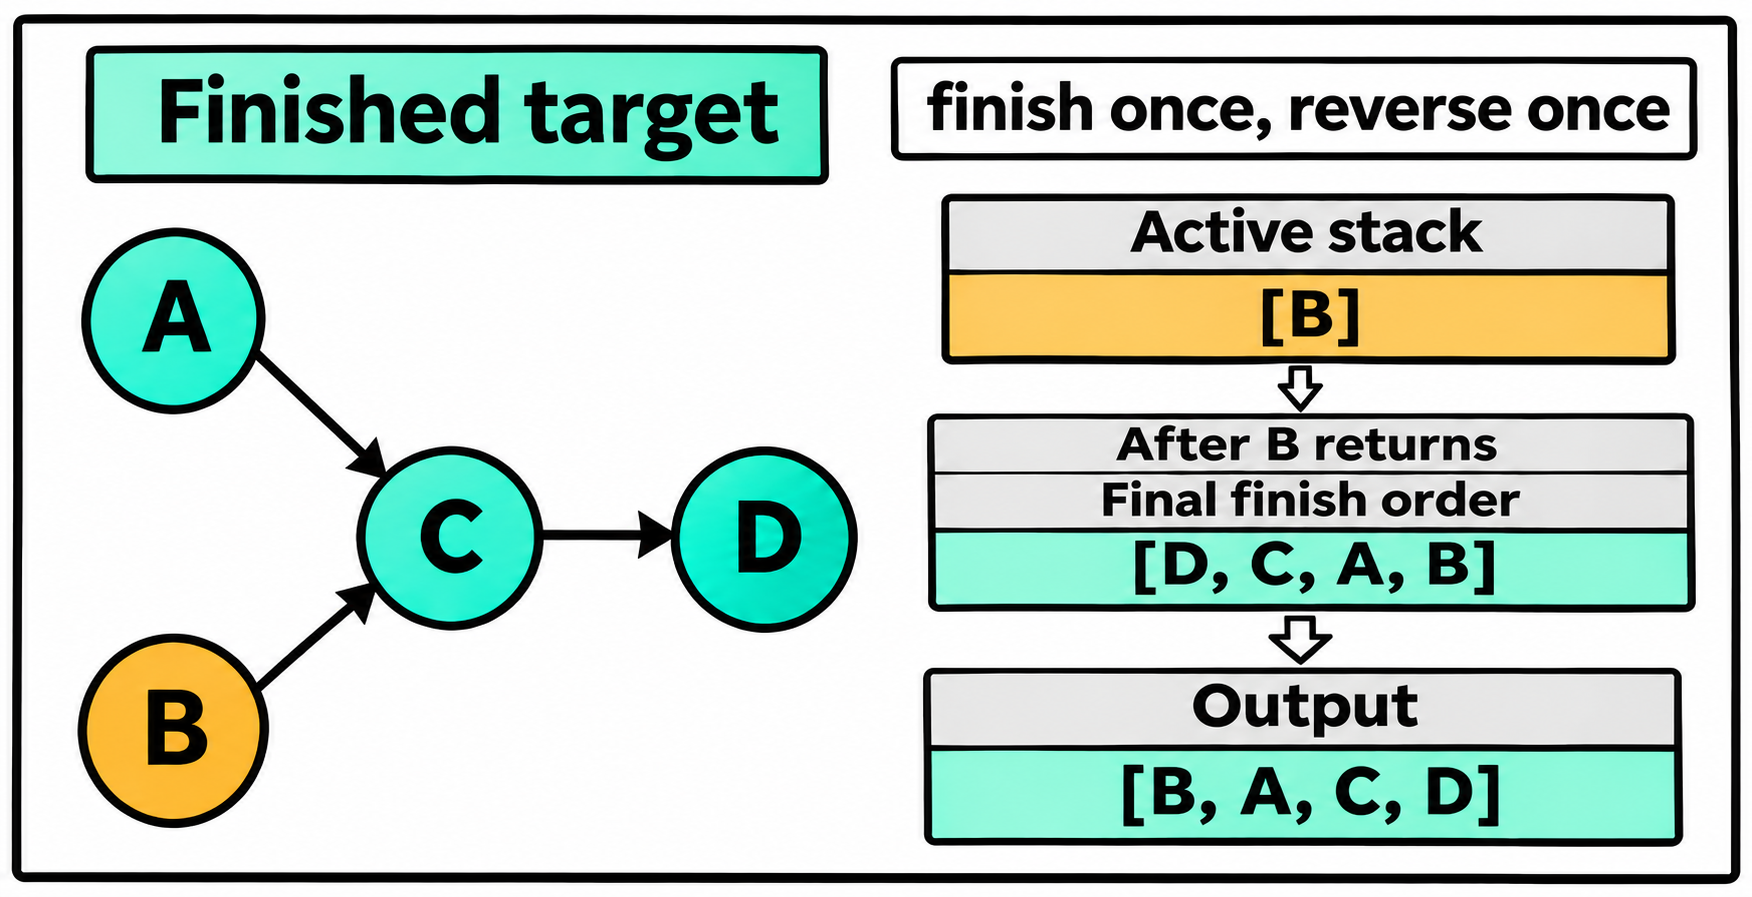 Finished target
finish once, reverse once
A
B
C
D
Active stack
[B]
After B returns
Final finish order
[D, C, A, B]
Output
[B, A, C, D]